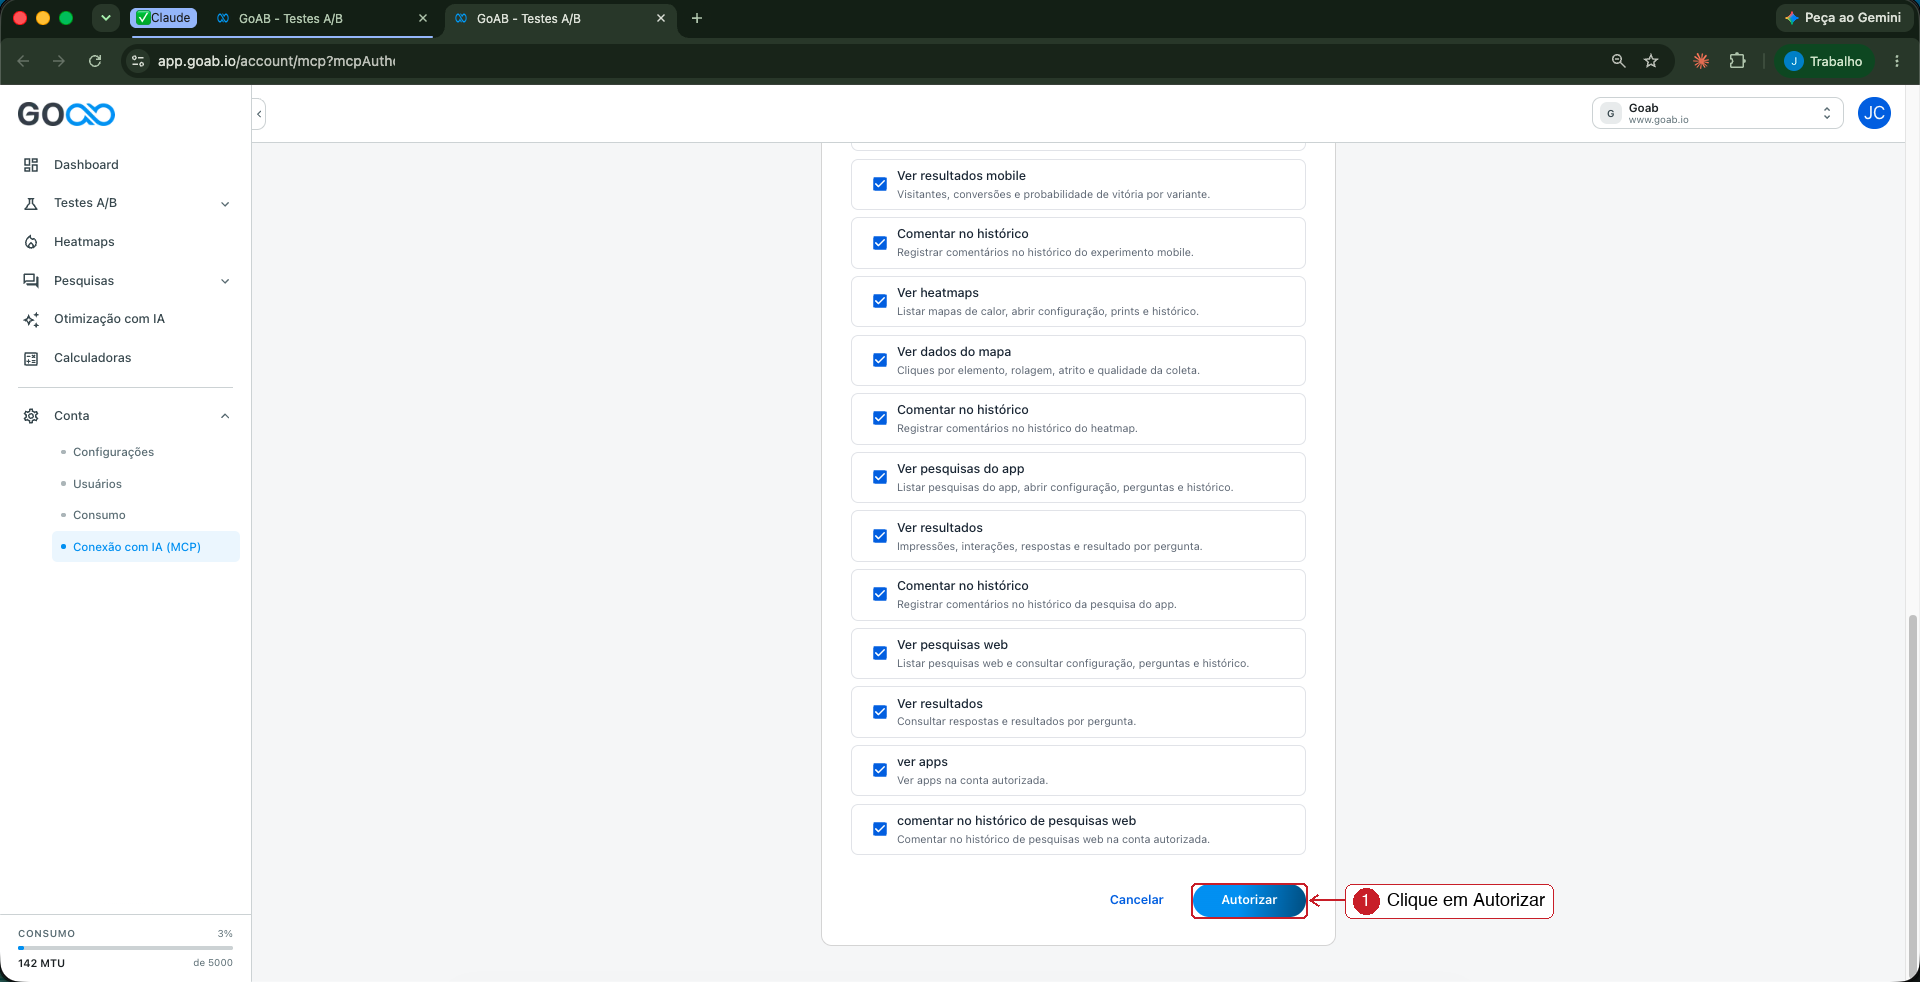 Claude
GoAB - Testes A/B
GoAB - Testes A/B
Peça ao Gemini
app.goab.io/account/mcp?mcpAuth
J
Trabalho
GO
G
Goab
www.goab.io
JC
Dashboard
Testes A/B
Heatmaps
Pesquisas
Otimização com IA
Calculadoras
Conta
Configurações
Usuários
Consumo
Conexão com IA (MCP)
CONSUMO
3%
142 MTU
de 5000
Ver resultados mobile
Visitantes, conversões e probabilidade de vitória por variante.
Comentar no histórico
Registrar comentários no histórico do experimento mobile.
Ver heatmaps
Listar mapas de calor, abrir configuração, prints e histórico.
Ver dados do mapa
Cliques por elemento, rolagem, atrito e qualidade da coleta.
Comentar no histórico
Registrar comentários no histórico do heatmap.
Ver pesquisas do app
Listar pesquisas do app, abrir configuração, perguntas e histórico.
Ver resultados
Impressões, interações, respostas e resultado por pergunta.
Comentar no histórico
Registrar comentários no histórico da pesquisa do app.
Ver pesquisas web
Listar pesquisas web e consultar configuração, perguntas e histórico.
Ver resultados
Consultar respostas e resultados por pergunta.
ver apps
Ver apps na conta autorizada.
comentar no histórico de pesquisas web
Comentar no histórico de pesquisas web na conta autorizada.
Cancelar
Autorizar
1 Clique em Autorizar